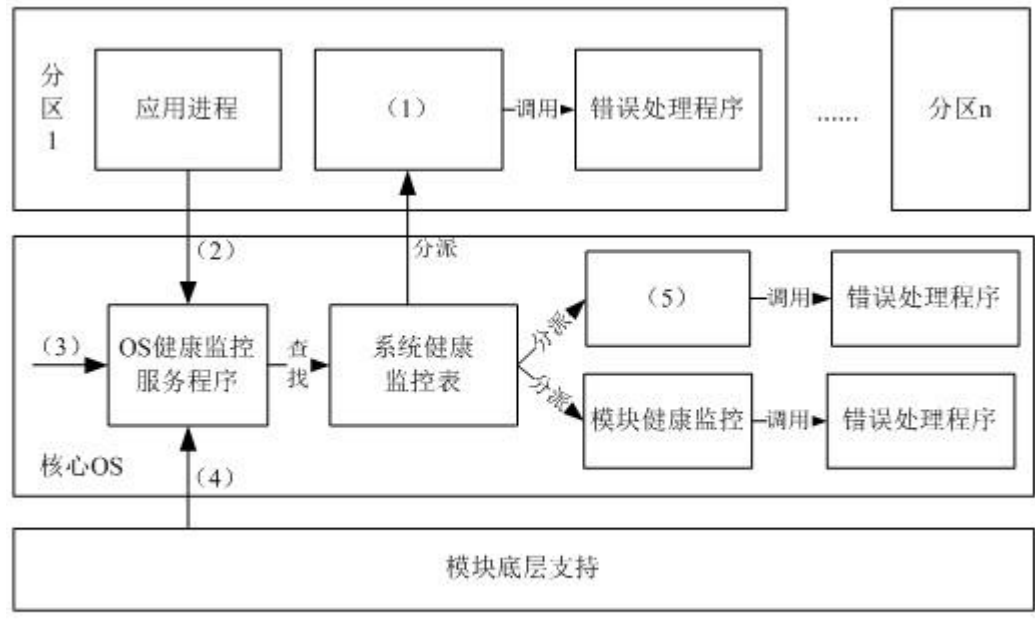 分
区
1
应用进程
（1）
调用
错误处理程序
......
分区n
（2）
分派
（3）
OS健康监控
服务程序
查
找
系统健康
监控表
分派
（5）
调用
错误处理程序
分派
模块健康监控
调用
错误处理程序
核心OS
（4）
模块底层支持